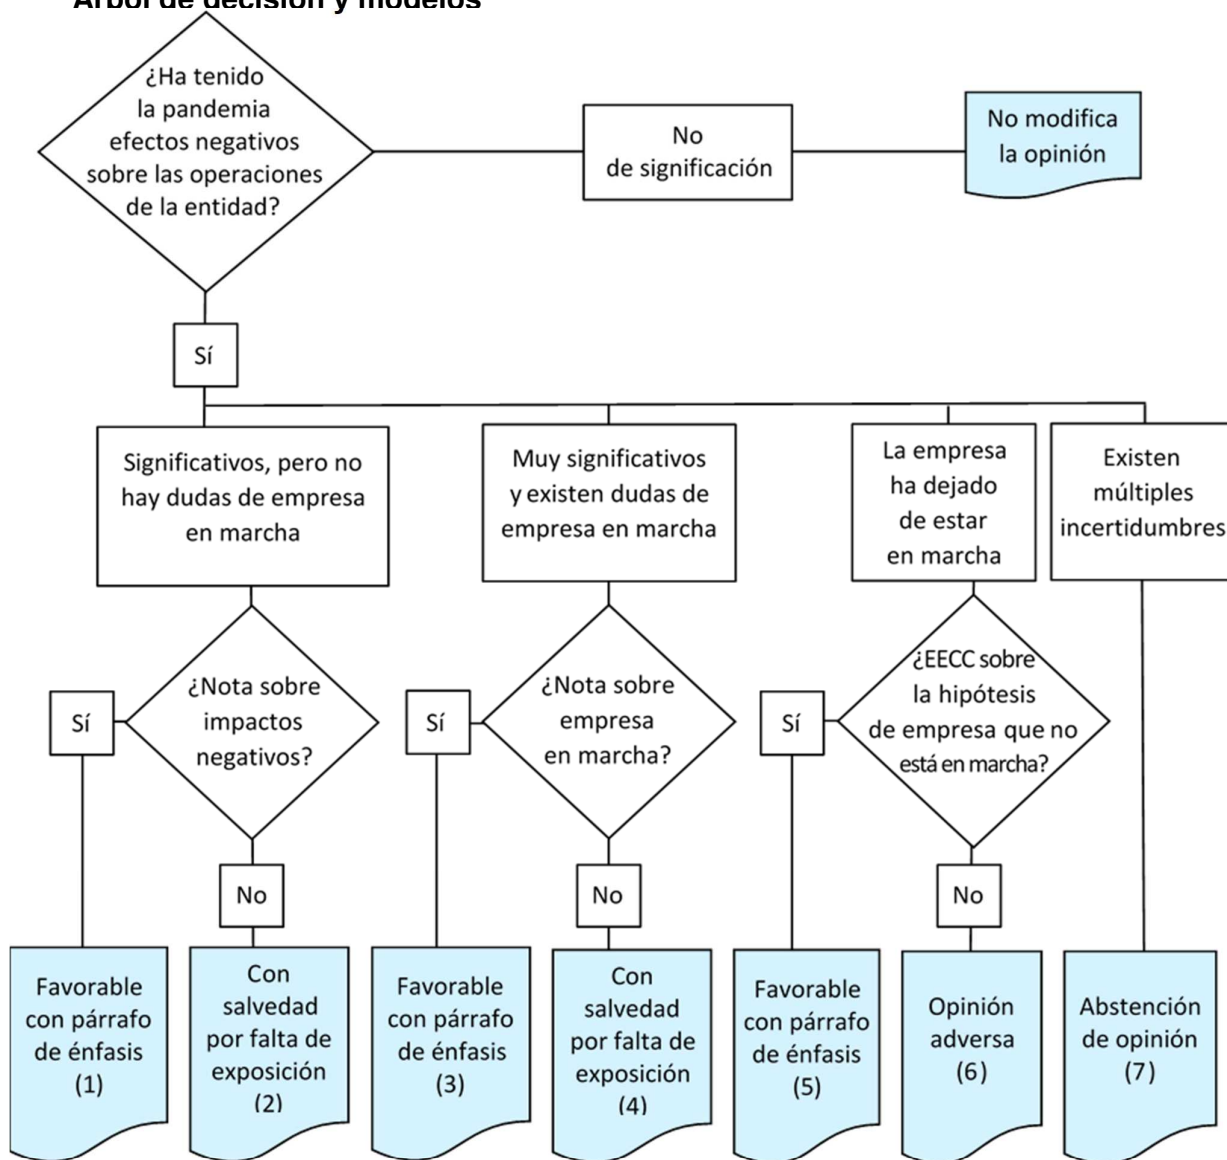 Árbol de decisión y modelos
¿Ha tenido
la pandemia
efectos negativos
sobre las operaciones
de la entidad?
No
de significación
No modifica
la opinión
Sí
Significativos, pero no
hay dudas de empresa
en marcha
Muy significativos
y existen dudas de
empresa en marcha
La empresa
ha dejado
de estar
en marcha
Existen
múltiples
incertidumbres
Sí
¿Nota sobre
impactos
negativos?
Sí
¿Nota sobre
empresa
en marcha?
Sí
¿EECC sobre
la hipótesis
de empresa que no
está en marcha?
No
No
No
Favorable
con párrafo
de énfasis
(1)
Con
salvedad
por falta de
exposición
(2)
Favorable
con párrafo
de énfasis
(3)
Con
salvedad
por falta de
exposición
(4)
Favorable
con párrafo
de énfasis
(5)
Opinión
adversa
(6)
Abstención
de opinión
(7)